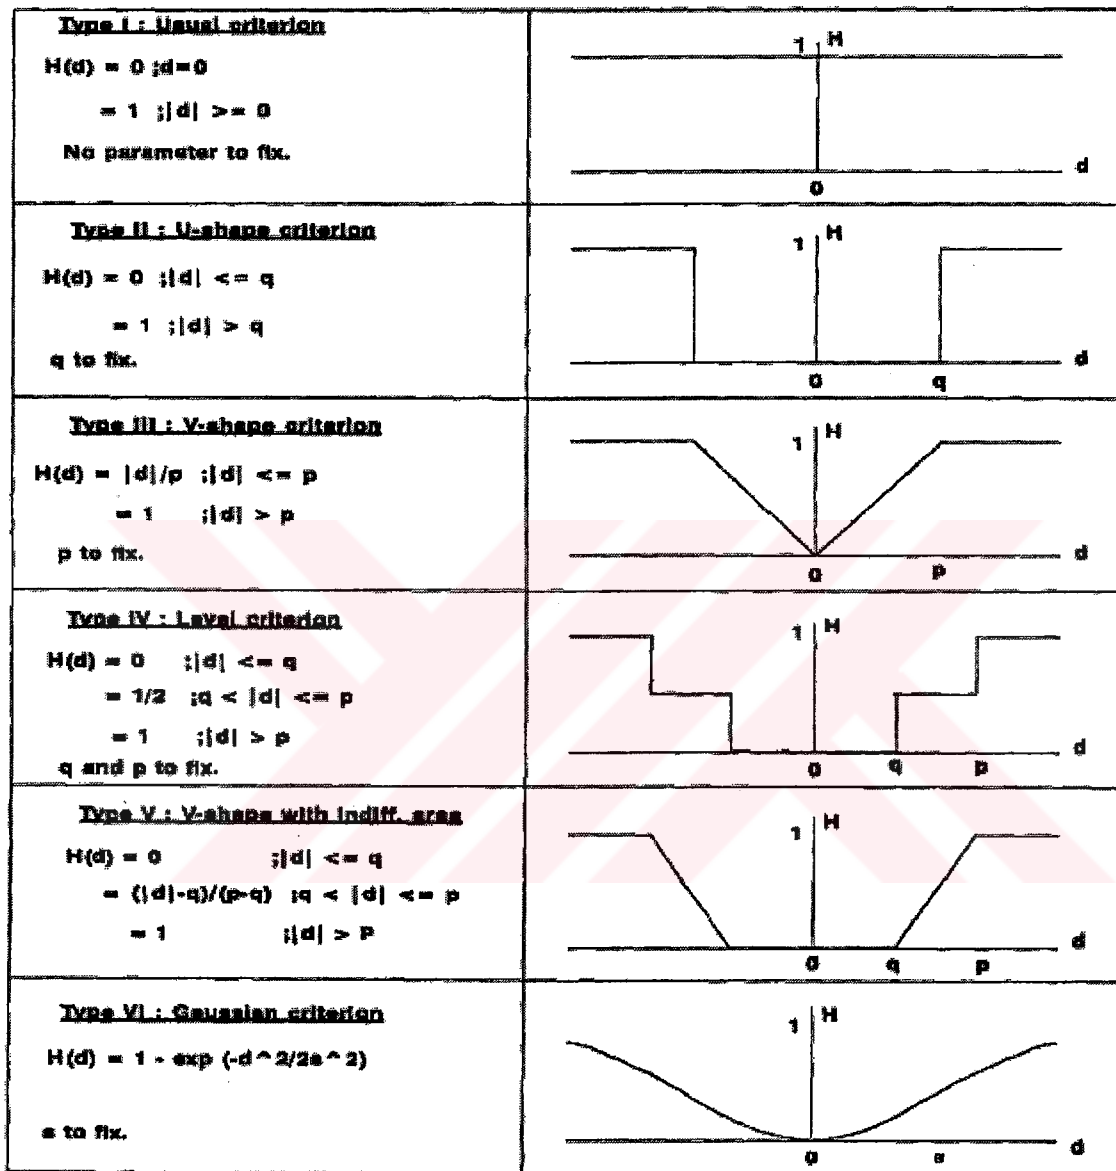 Type I : Usual criterion
H(d) = 0 ;d=0
= 1 ;|d| >= 0
No parameter to fix.
1 H
d
0
Type II : U-shape criterion
H(d) = 0 ;|d| <= q
= 1 ;|d| > q
q to fix.
1 H
d
0 q
Type III : V-shape criterion
H(d) = |d|/p ;|d| <= p
= 1 ;|d| > p
p to fix.
1 H
d
0 p
Type IV : Level criterion
H(d) = 0 ;|d| <= q
= 1/2 ;q < |d| <= p
= 1 ;|d| > p
q and p to fix.
1 H
d
0 q p
Type V : V-shape with indiff. area
H(d) = 0 ;|d| <= q
= (|d|-q)/(p-q) ;q < |d| <= p
= 1 ;|d| > P
1 H
d
0 q p
Type VI : Gaussian criterion
H(d) = 1 - exp (-d^2/2s^2)
s to fix.
1 H
d
0 s